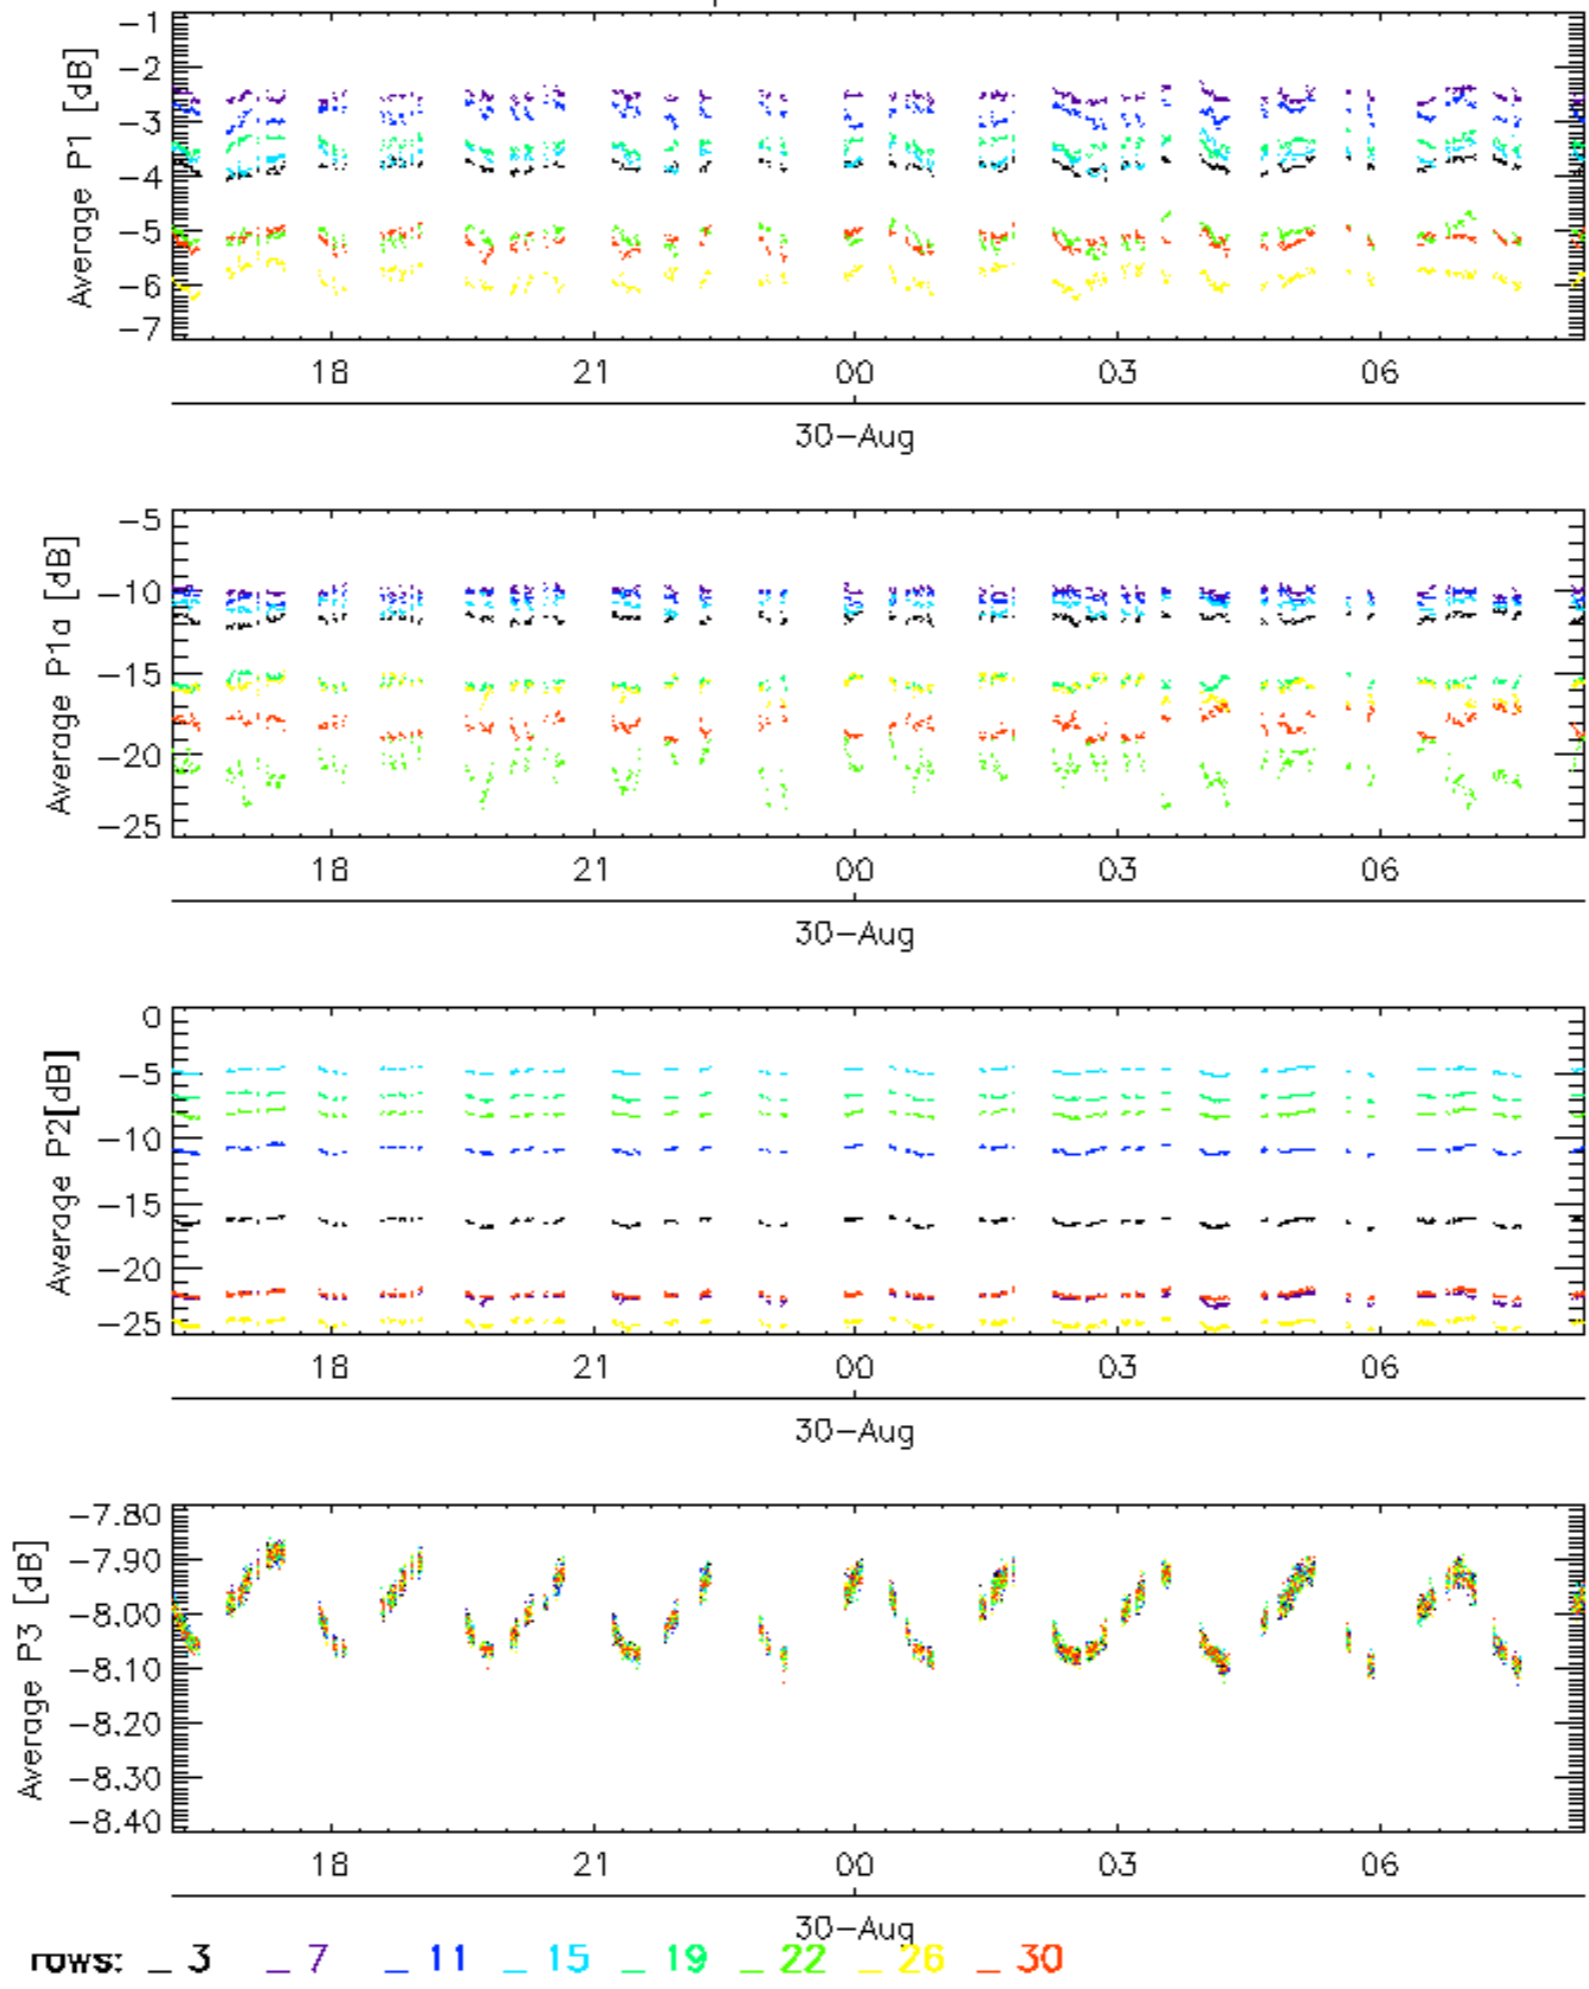 Average P1 [dB]
-1
-2
-3
-4
-5
-6
-7
18 21 00 03 06
30-Aug
Average P1a [dB]
-5
-10
-15
-20
-25
18 21 00 03 06
30-Aug
Average P2[dB]
0
-5
-10
-15
-20
-25
18 21 00 03 06
30-Aug
Average P3 [dB]
-7.80
-7.90
-8.00
-8.10
-8.20
-8.30
-8.40
18 21 00 03 06
30-Aug
rows: _ 3 _ 7 _ 11 _ 15 _ 19 _ 22 _ 26 _ 30